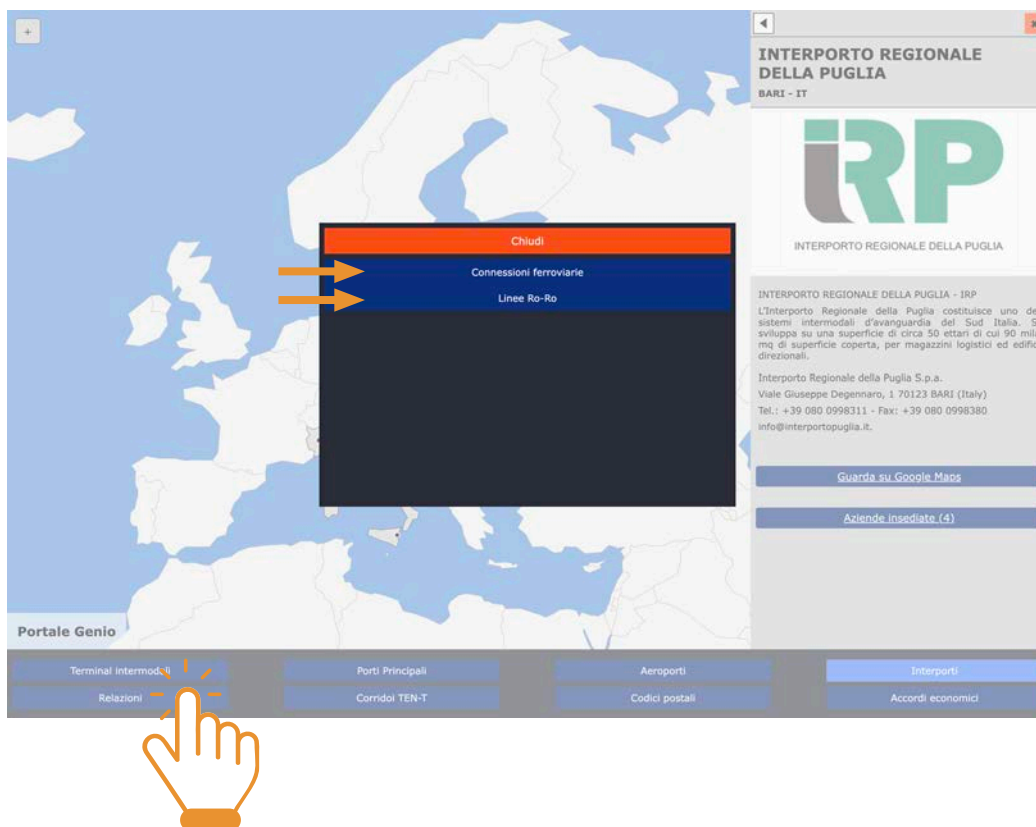 +
INTERPORTO REGIONALE
DELLA PUGLIA
BARI - IT
iRP
INTERPORTO REGIONALE DELLA PUGLIA
Chiudi
Connessioni ferroviarie
Linee Ro-Ro
INTERPORTO REGIONALE DELLA PUGLIA - IRP
L'Interporto Regionale della Puglia costituisce uno
sistemi intermodali d'avanguardia del Sud Italia.
sviluppa su una superficie di circa 50 ettari di cui 90
mq di superficie coperta, per magazzini logistici ed
direzionali.
Interporto Regionale della Puglia S.p.a.
Viale Giuseppe Degennaro, 1 70123 BARI (Italy)
Tel.: +39 080 0998311 - Fax: +39 080 0998380
info@interportopuglia.it.
Guarda su Google Maps
Aziende insediate (4)
Portale Genio
Terminal intermodali
Porti Principali
Aeroporti
Interporti
Relazioni
Corridoi TEN-T
Codici postali
Accordi economici